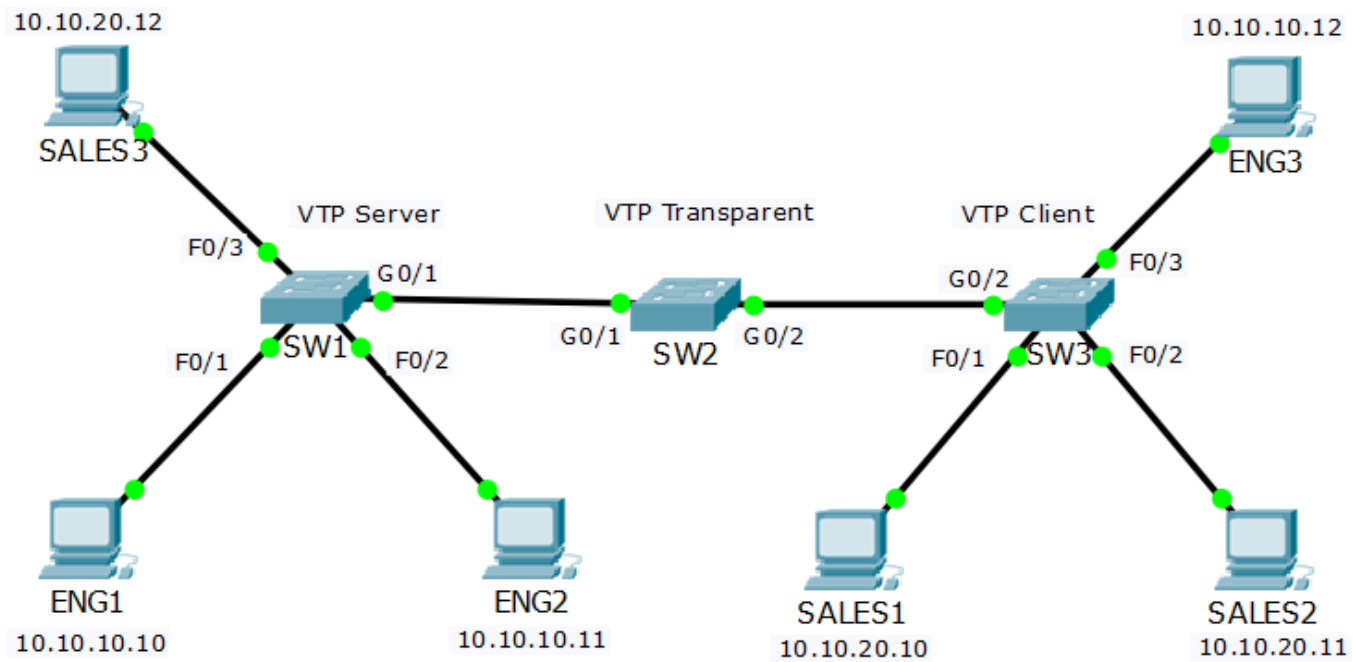 10.10.20.12
10.10.10.12
SALES3
ENG3
VTP Server
VTP Transparent
VTP Client
F0/3
G0/1
G0/2
F0/3
G0/1
G0/2
SW1
SW2
SW3
F0/1
F0/2
F0/1
F0/2
ENG1
ENG2
SALES1
SALES2
10.10.10.10
10.10.10.11
10.10.20.10
10.10.20.11